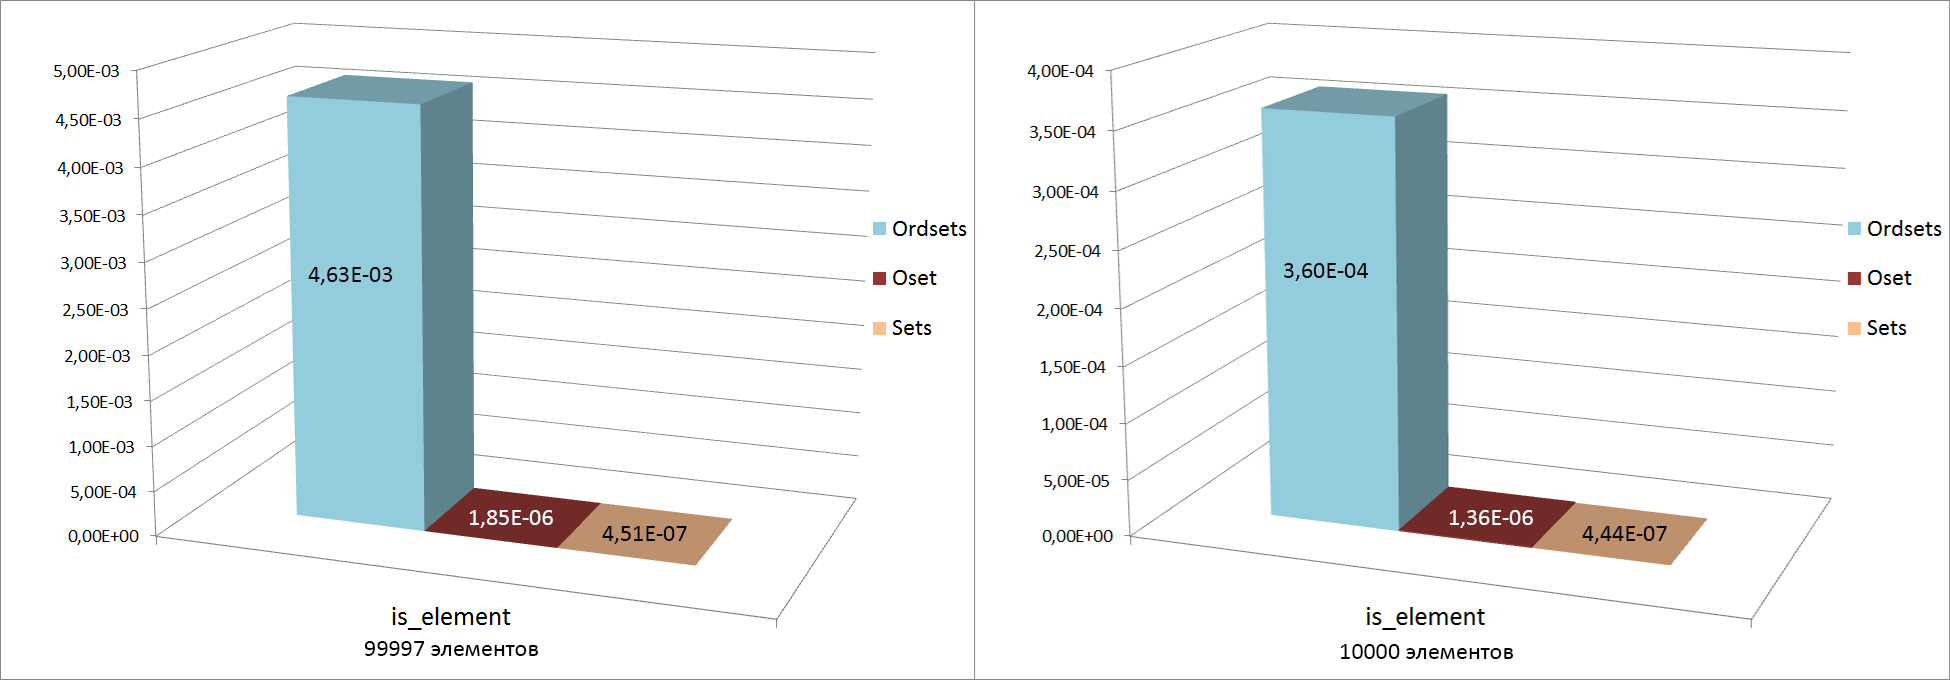 5,00E-03
4,50E-03
4,00E-03
3,50E-03
3,00E-03
2,50E-03
2,00E-03
1,50E-03
1,00E-03
5,00E-04
0,00E+00
4,63E-03
1,85E-06
4,51E-07
Ordsets
Oset
Sets
is_element
99997 элементов
4,00E-04
3,50E-04
3,00E-04
2,50E-04
2,00E-04
1,50E-04
1,00E-04
5,00E-05
0,00E+00
3,60E-04
1,36E-06
4,44E-07
Ordsets
Oset
Sets
is_element
10000 элементов